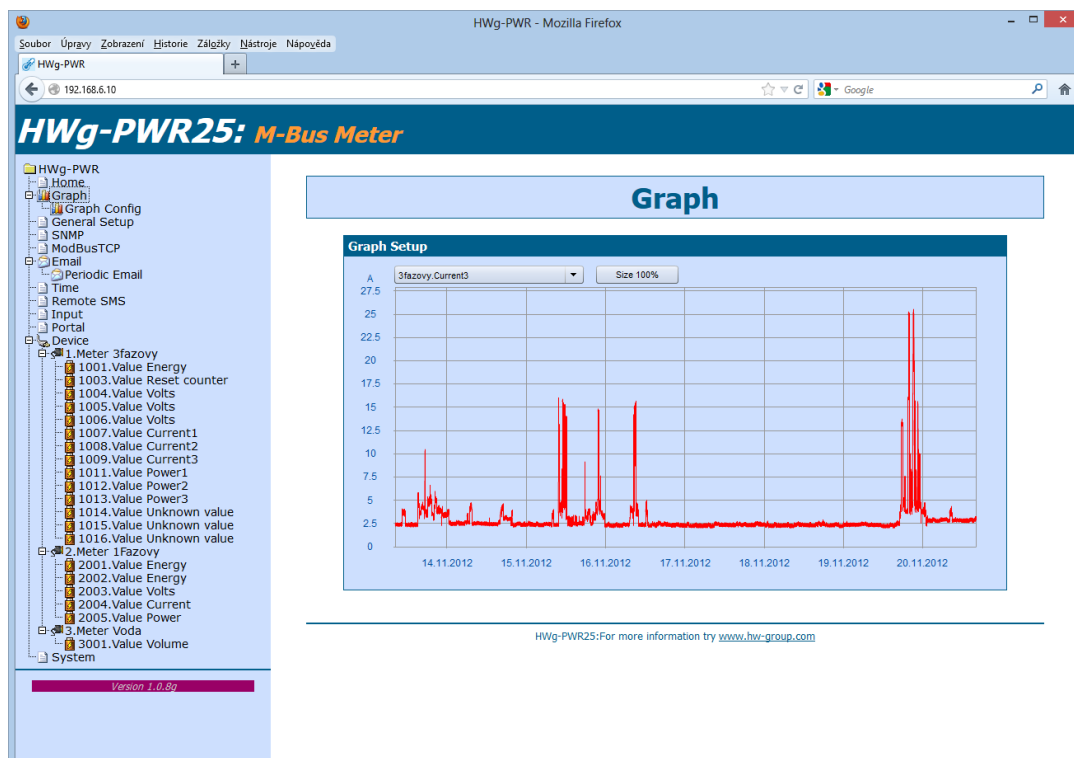 HWg-PWR - Mozilla Firefox
Soubor Úpravy Zobrazení Historie Záložky Nástroje Nápověda
HWg-PWR
192.168.6.10
Google
HWg-PWR25: M-Bus Meter
HWg-PWR
Home
Graph
Graph Config
General Setup
SNMP
ModBusTCP
Email
Periodic Email
Time
Remote SMS
Input
Portal
Device
1.Meter 3fazovy
1001.Value Energy
1003.Value Reset counter
1004.Value Volts
1005.Value Volts
1006.Value Volts
1007.Value Current1
1008.Value Current2
1009.Value Current3
1011.Value Power1
1012.Value Power2
1013.Value Power3
1014.Value Unknown value
1015.Value Unknown value
1016.Value Unknown value
2.Meter 1Fazovy
2001.Value Energy
2002.Value Energy
2003.Value Volts
2004.Value Current
2005.Value Power
3.Meter Voda
3001.Value Volume
System
Version 1.0.8g
Graph
Graph Setup
A
3fazovy.Current3
Size 100%
27.5
25
22.5
20
17.5
15
12.5
10
7.5
5
2.5
0
14.11.2012 15.11.2012 16.11.2012 17.11.2012 18.11.2012 19.11.2012 20.11.2012
HWg-PWR25:For more information try www.hw-group.com